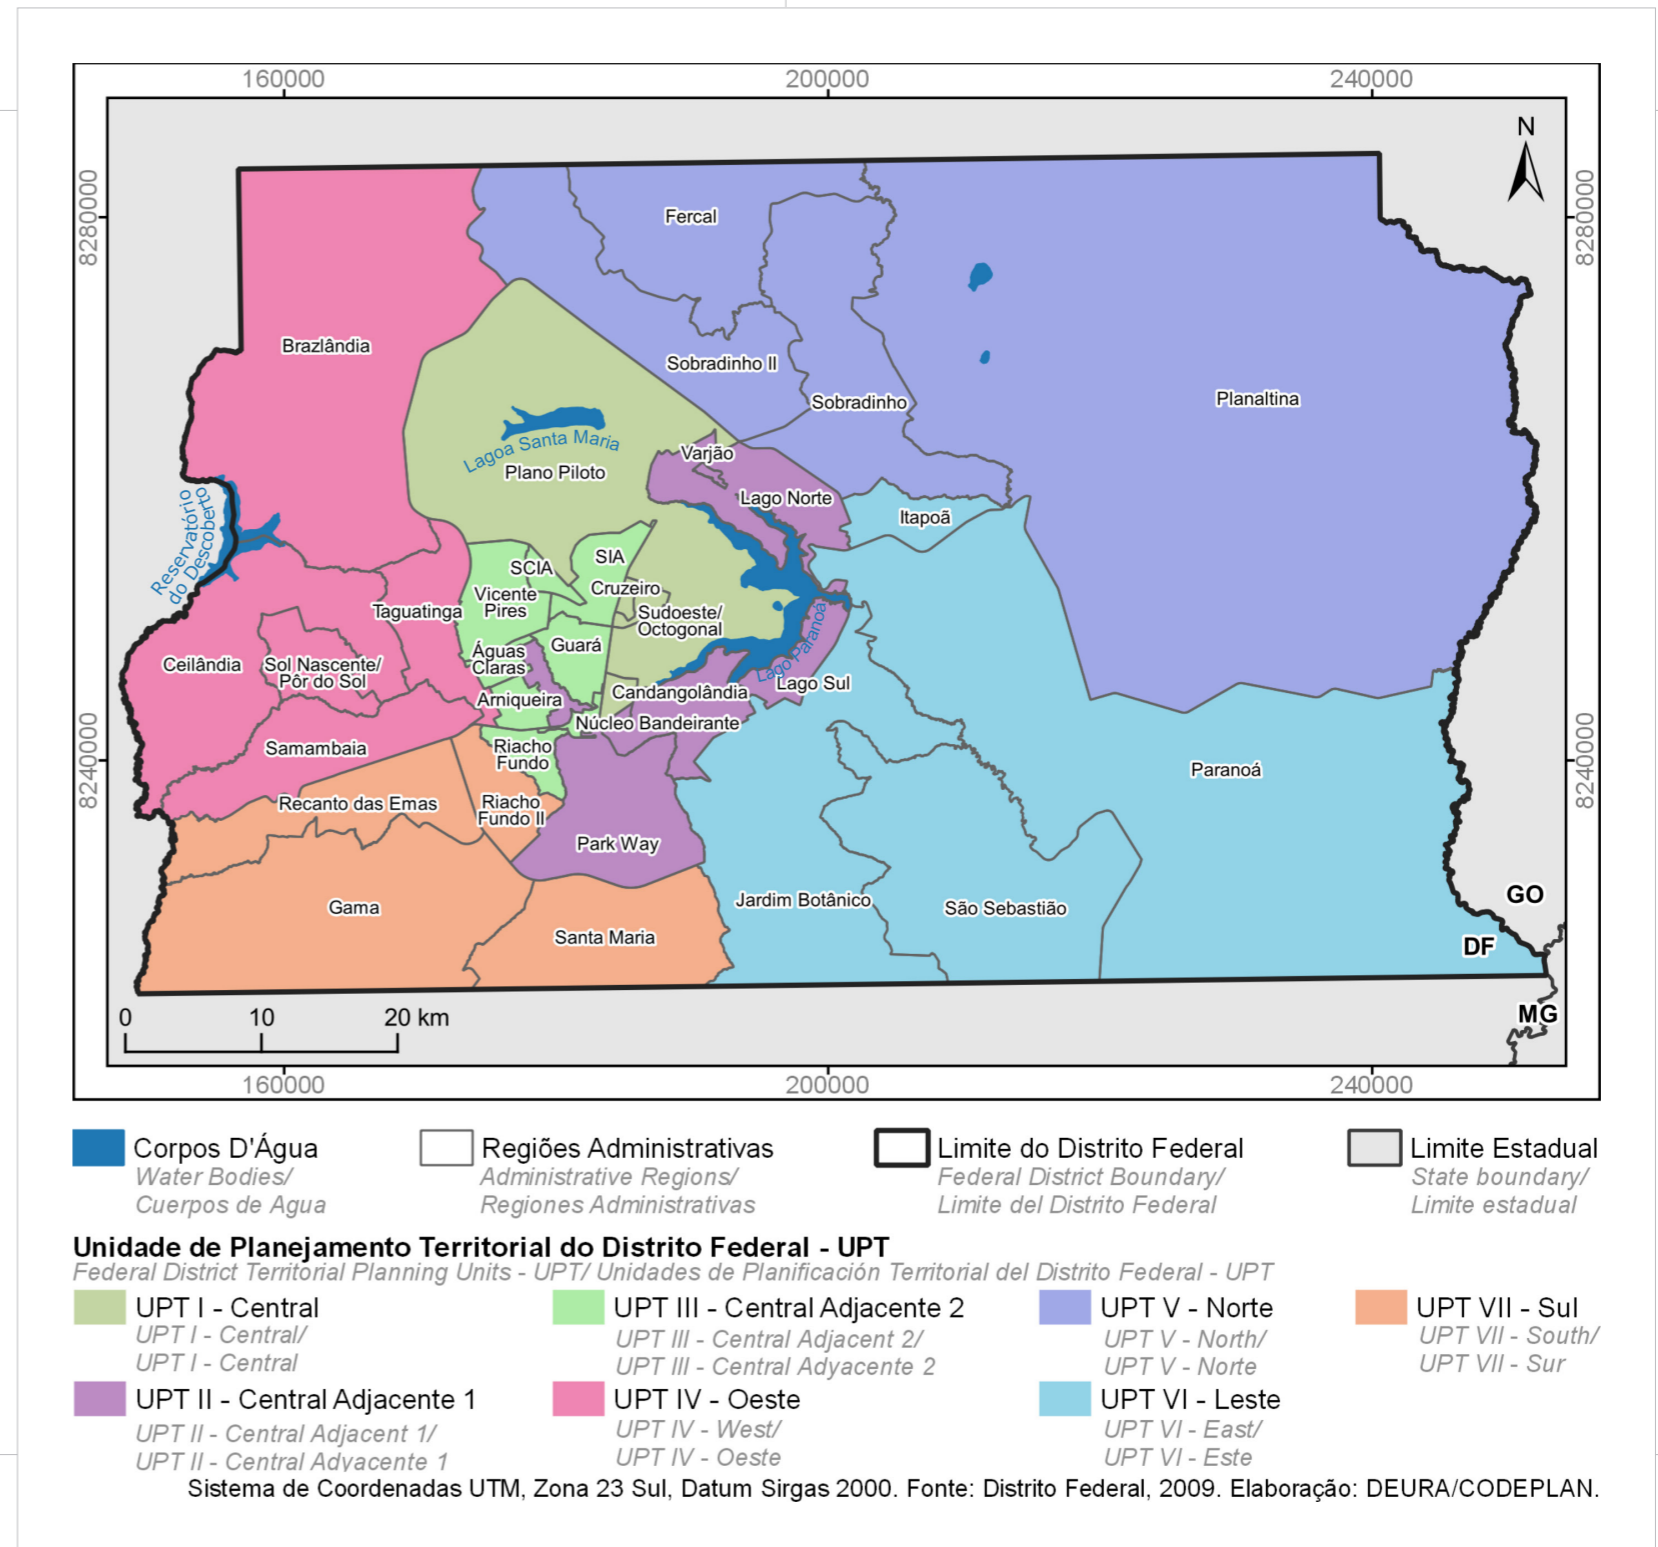 160000 200000 240000
N
8280000 8280000
Fercal
Brazlândia
Sobradinho II
Sobradinho
Planaltina
Lagoa Santa Maria
Plano Piloto
Varjão
Lago Norte
Itapoã
Reservatório
do Descoberto
SCIA
SIA
Cruzeiro
Vicente
Pires
Taguatinga
Sudoeste/
Octogonal
Guará
Águas
Claras
Ceilândia
Sol Nascente/
Pôr do Sol
Lago Paranoá
Lago Sul
Candangolândia
Arniqueira
Núcleo Bandeirante
Samambaia
Riacho
Fundo
8240000 8240000
Paranoá
Recanto das Emas
Riacho
Fundo II
Park Way
Jardim Botânico
São Sebastião
Gama
Santa Maria
GO
DF
MG
0 10 20 km
160000 200000 240000
Corpos D'Água
Water Bodies/
Cuerpos de Agua
Regiões Administrativas
Administrative Regions/
Regiones Administrativas
Limite do Distrito Federal
Federal District Boundary/
Limite del Distrito Federal
Limite Estadual
State boundary/
Limite estadual
Unidade de Planejamento Territorial do Distrito Federal - UPT
Federal District Territorial Planning Units - UPT/ Unidades de Planificación Territorial del Distrito Federal - UPT
UPT I - Central
UPT I - Central/
UPT I - Central
UPT III - Central Adjacente 2
UPT III - Central Adjacent 2/
UPT III - Central Adyacente 2
UPT V - Norte
UPT V - North/
UPT V - Norte
UPT VII - Sul
UPT VII - South/
UPT VII - Sur
UPT II - Central Adjacente 1
UPT II - Central Adjacent 1/
UPT II - Central Adyacente 1
UPT IV - Oeste
UPT IV - West/
UPT IV - Oeste
UPT VI - Leste
UPT VI - East/
UPT VI - Este
Sistema de Coordenadas UTM, Zona 23 Sul, Datum Sirgas 2000. Fonte: Distrito Federal, 2009. Elaboração: DEURA/CODEPLAN.